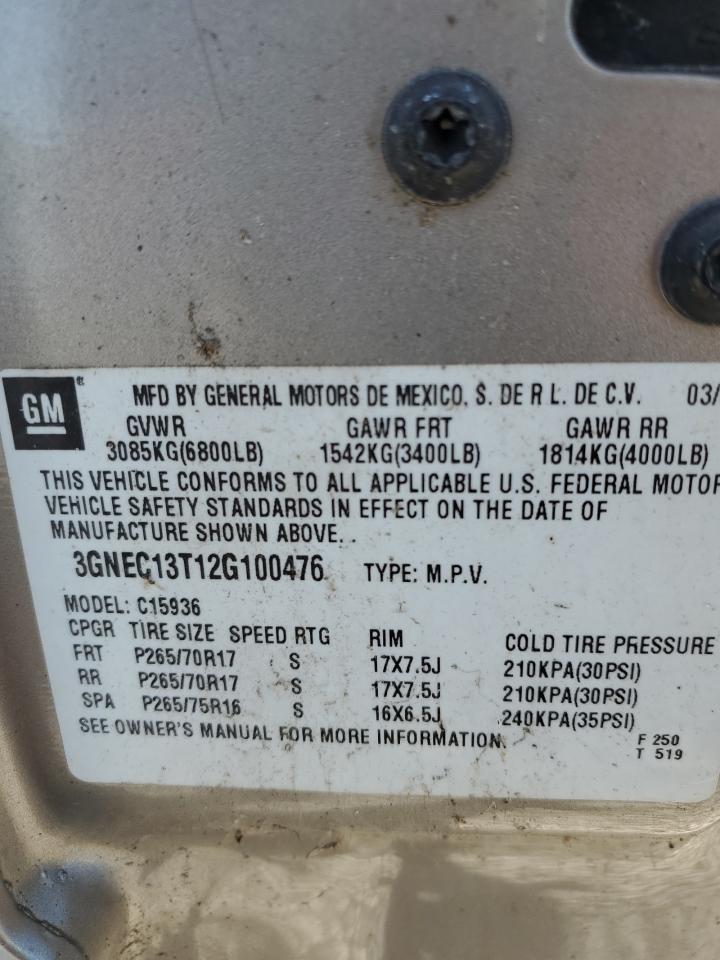 GM ® MFD BY GENERAL MOTORS DE MEXICO, S. DE R L. DE C.V. 03/
GVWR GAWR FRT GAWR RR
3085KG(6800LB) 1542KG(3400LB) 1814KG(4000LB)
THIS VEHICLE CONFORMS TO ALL APPLICABLE U.S. FEDERAL MOTOR
VEHICLE SAFETY STANDARDS IN EFFECT ON THE DATE OF
MANUFACTURE SHOWN ABOVE. .
3GNEC13T12G100476 TYPE: M.P.V.
MODEL: C15936
CPGR TIRE SIZE SPEED RTG RIM COLD TIRE PRESSURE
FRT P265/70R17 S 17X7.5J 210KPA(30PSI)
RR P265/70R17 S 17X7.5J 210KPA(30PSI)
SPA P265/75R16 S 16X6.5J 240KPA(35PSI)
SEE OWNER'S MANUAL FOR MORE INFORMATION.
F 250
T 519